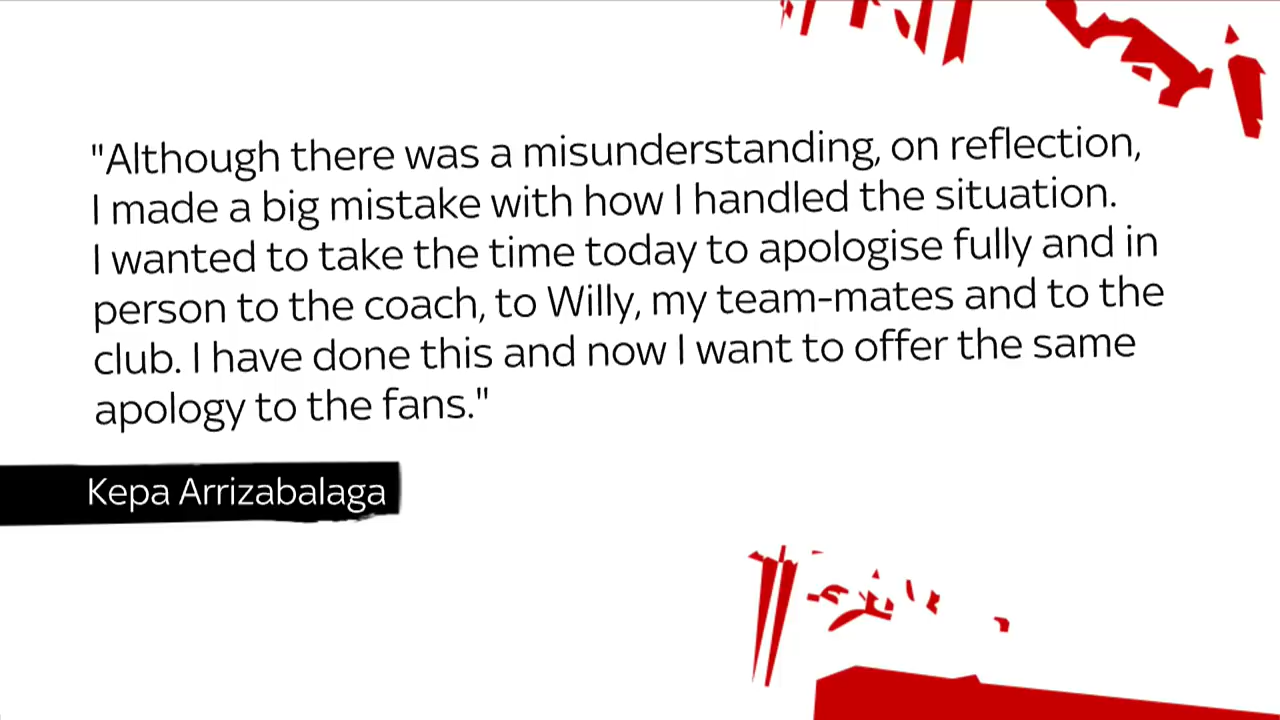 "Although there was a misunderstanding, on reflection,
I made a big mistake with how I handled the situation.
I wanted to take the time today to apologise fully and in
person to the coach, to Willy, my team-mates and to the
club. I have done this and now I want to offer the same
apology to the fans."
Kepa Arrizabalaga